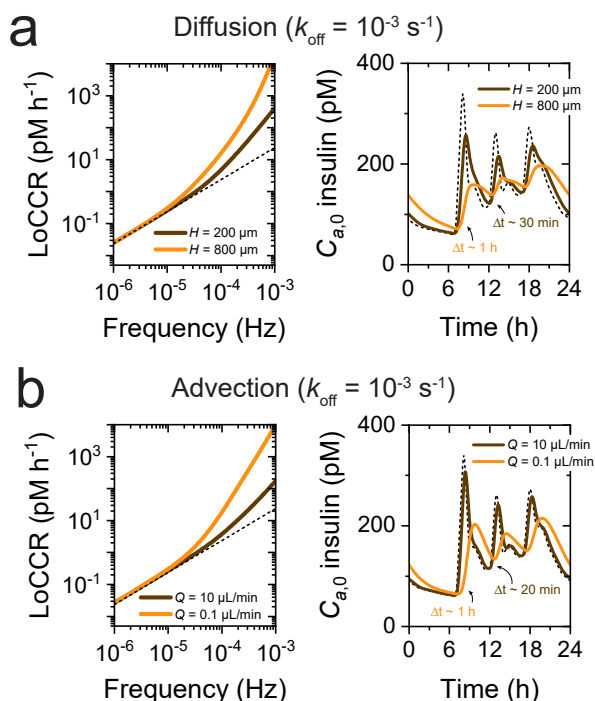 a
Diffusion (k_off = 10⁻³ s⁻¹)
LoCCR (pM h⁻¹)
10³
10¹
10⁻¹
H = 200 µm
H = 800 µm
10⁻⁶
10⁻⁵
10⁻⁴
10⁻³
Frequency (Hz)
C_a,0 insulin (pM)
400
200
0
H = 200 µm
H = 800 µm
Δt ~ 30 min
Δt ~ 1 h
0
6
12
18
24
Time (h)
b
Advection (k_off = 10⁻³ s⁻¹)
LoCCR (pM h⁻¹)
10³
10¹
10⁻¹
Q = 10 µL/min
Q = 0.1 µL/min
10⁻⁶
10⁻⁵
10⁻⁴
10⁻³
Frequency (Hz)
C_a,0 insulin (pM)
400
200
0
Q = 10 µL/min
Q = 0.1 µL/min
Δt ~ 20 min
Δt ~ 1 h
0
6
12
18
24
Time (h)